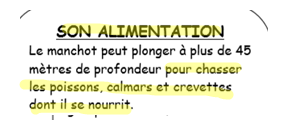 SON ALIMENTATION
Le manchot peut plonger à plus de 45
mètres de profondeur pour chasser
les poissons, calmars et crevettes
dont il se nourrit.